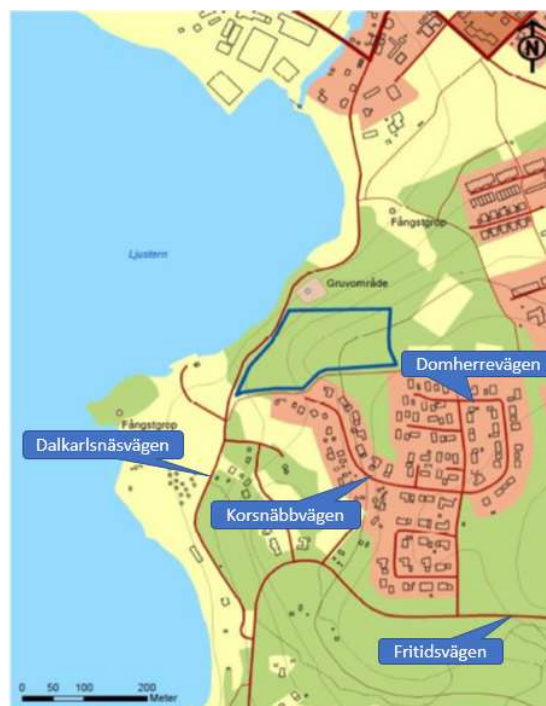 N
Fångstgrop
Ljustern
Gruvområde
Domherrevägen
Fångstgrop
Dalkarlsnäsvägen
Korsnäbbvägen
Fritidsvägen
0 50 100 200
Meter